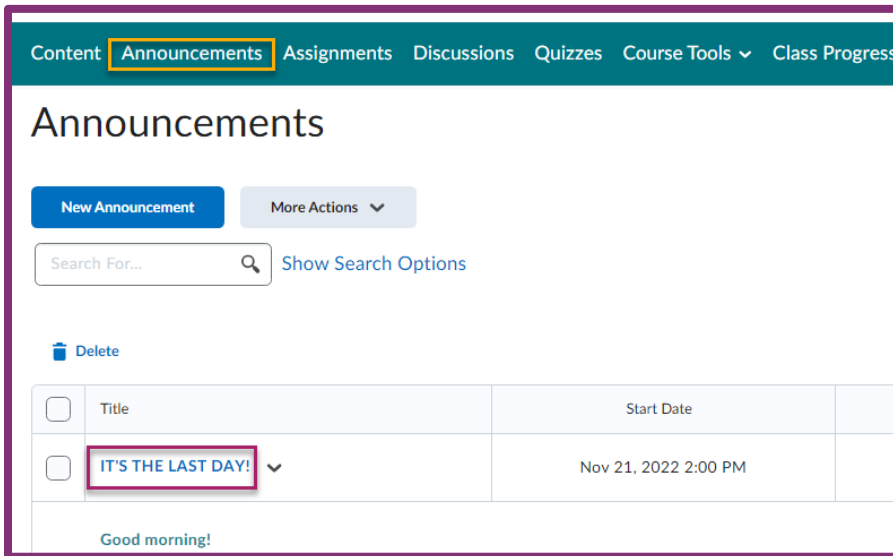 Content Announcements Assignments Discussions Quizzes Course Tools Class Progress
Announcements
New Announcement More Actions
Search For... Show Search Options
Delete
Title Start Date
IT'S THE LAST DAY! Nov 21, 2022 2:00 PM
Good morning!